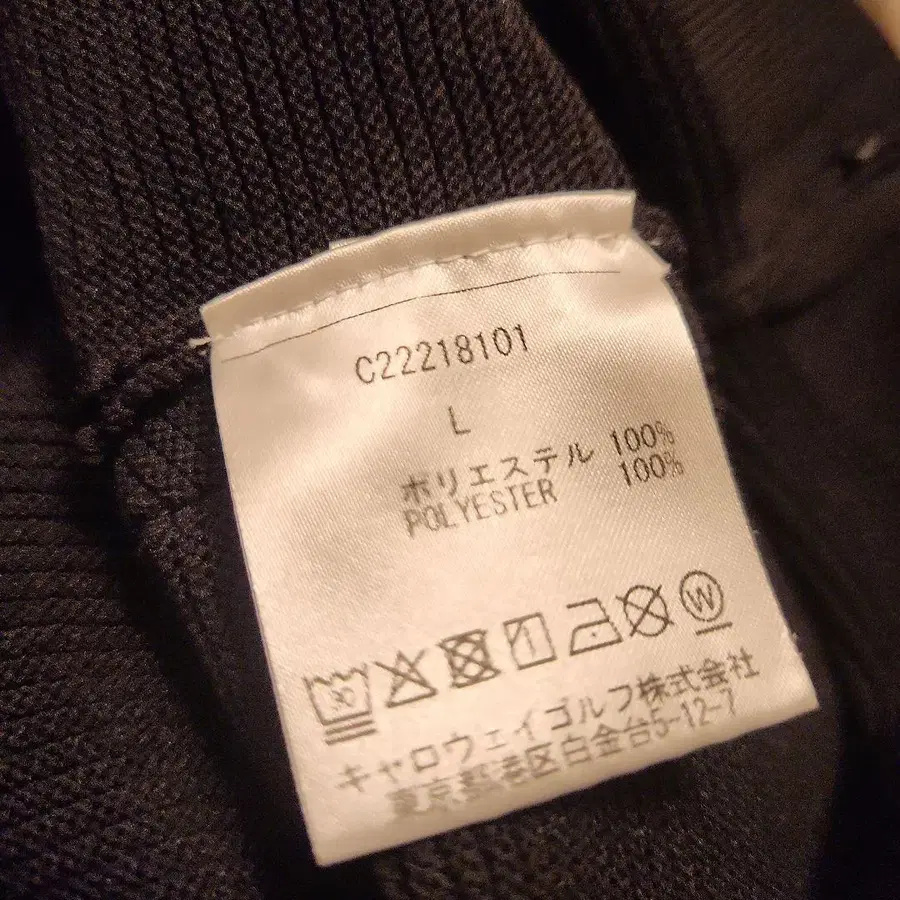 C22218101
L
ポリエステル 100%
POLYESTER 100%
30
W
キャロウェイゴルフ株式会社
東京都港区白金台5-12-7